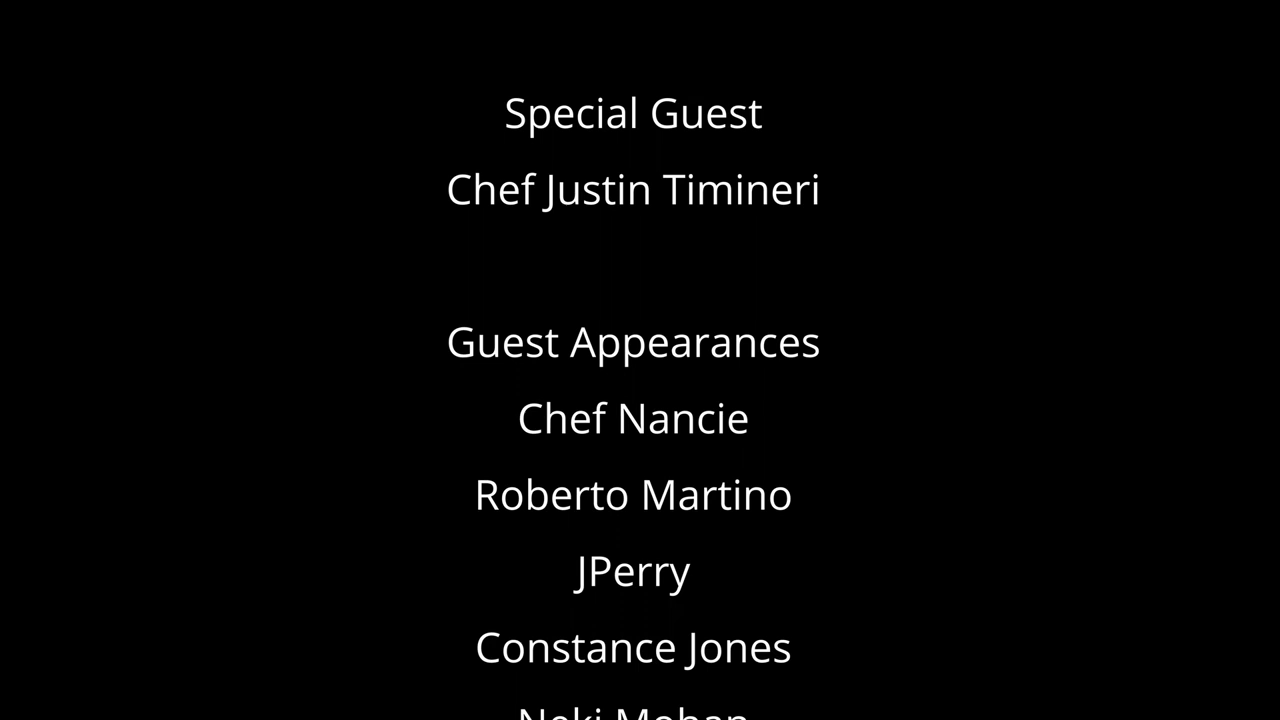 Special Guest
Chef Justin Timineri
Guest Appearances
Chef Nancie
Roberto Martino
JPerry
Constance Jones
Neki Mohan